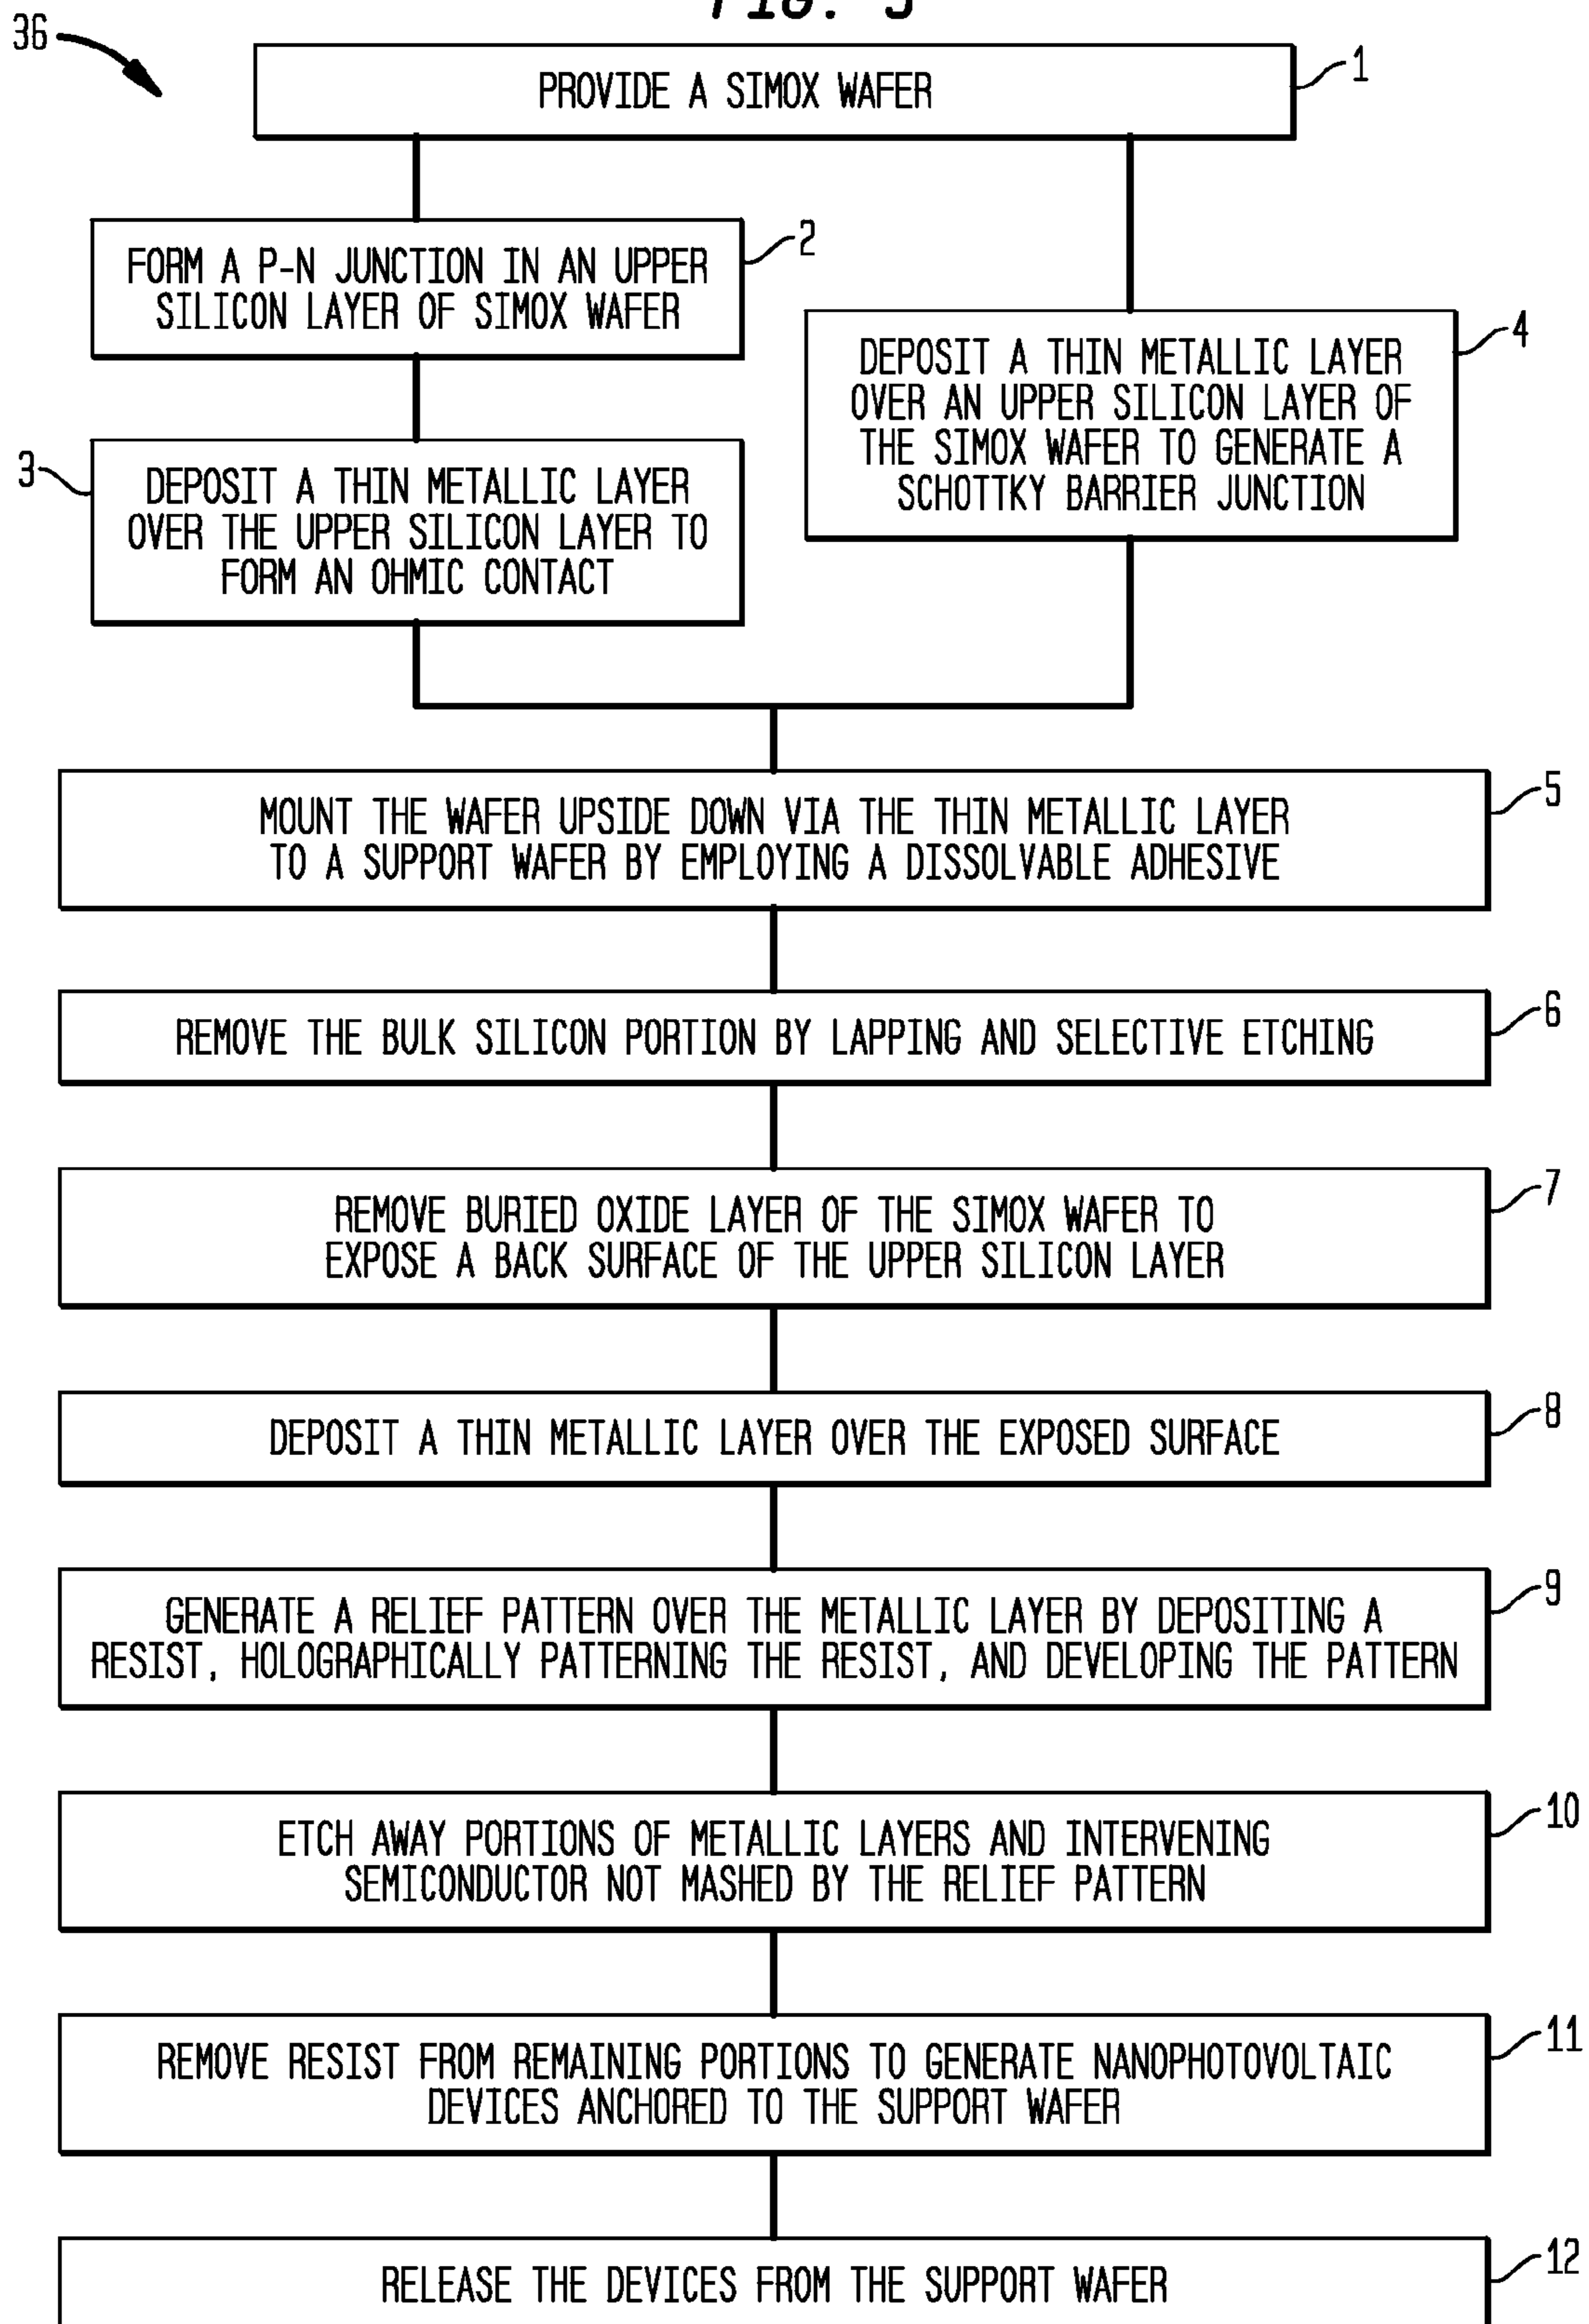 FIG. 3
36
PROVIDE A SIMOX WAFER
1
FORM A P-N JUNCTION IN AN UPPER
SILICON LAYER OF SIMOX WAFER
2
3
DEPOSIT A THIN METALLIC LAYER
OVER THE UPPER SILICON LAYER TO
FORM AN OHMIC CONTACT
DEPOSIT A THIN METALLIC LAYER
OVER AN UPPER SILICON LAYER OF
THE SIMOX WAFER TO GENERATE A
SCHOTTKY BARRIER JUNCTION
4
MOUNT THE WAFER UPSIDE DOWN VIA THE THIN METALLIC LAYER
TO A SUPPORT WAFER BY EMPLOYING A DISSOLVABLE ADHESIVE
5
REMOVE THE BULK SILICON PORTION BY LAPPING AND SELECTIVE ETCHING
6
REMOVE BURIED OXIDE LAYER OF THE SIMOX WAFER TO
EXPOSE A BACK SURFACE OF THE UPPER SILICON LAYER
7
DEPOSIT A THIN METALLIC LAYER OVER THE EXPOSED SURFACE
8
GENERATE A RELIEF PATTERN OVER THE METALLIC LAYER BY DEPOSITING A
RESIST, HOLOGRAPHICALLY PATTERNING THE RESIST, AND DEVELOPING THE PATTERN
9
ETCH AWAY PORTIONS OF METALLIC LAYERS AND INTERVENING
SEMICONDUCTOR NOT MASHED BY THE RELIEF PATTERN
10
REMOVE RESIST FROM REMAINING PORTIONS TO GENERATE NANOPHOTOVOLTAIC
DEVICES ANCHORED TO THE SUPPORT WAFER
11
RELEASE THE DEVICES FROM THE SUPPORT WAFER
12